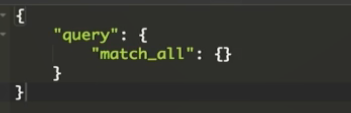 {
    "query": {
        "match_all": {}
    }
}